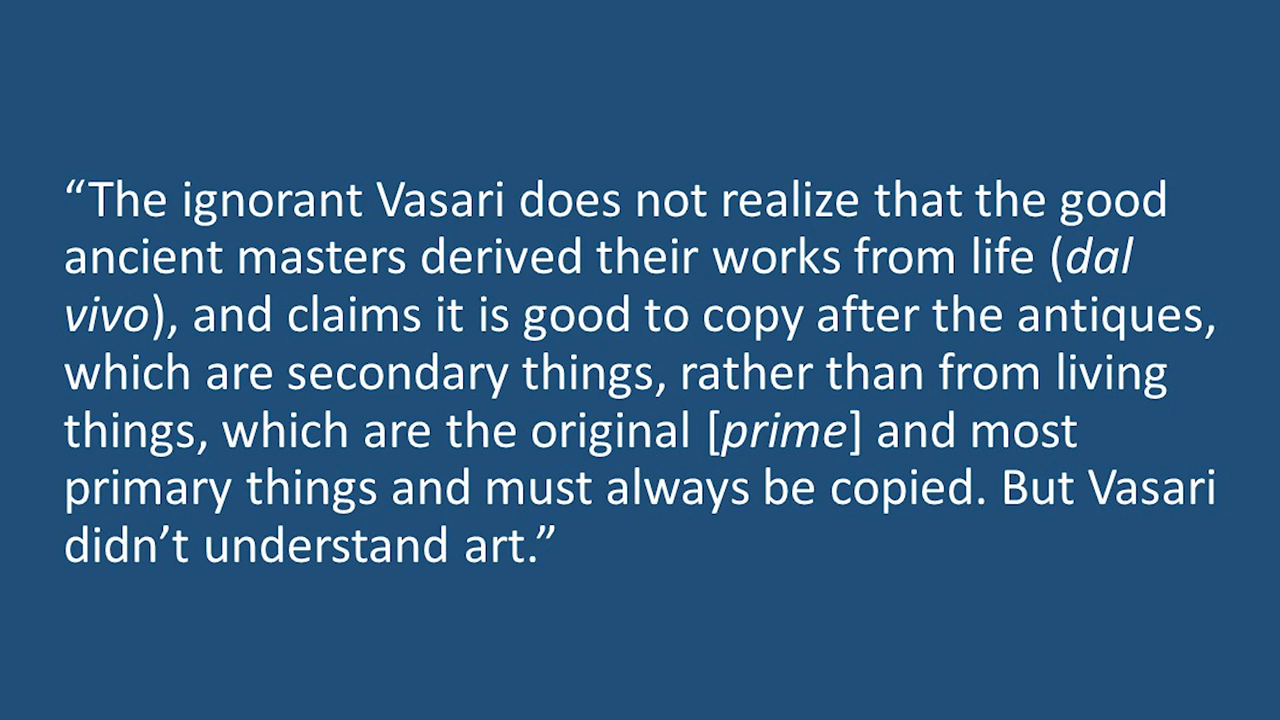 “The ignorant Vasari does not realize that the good
ancient masters derived their works from life (dal
vivo), and claims it is good to copy after the antiques,
which are secondary things, rather than from living
things, which are the original [prime] and most
primary things and must always be copied. But Vasari
didn’t understand art.”